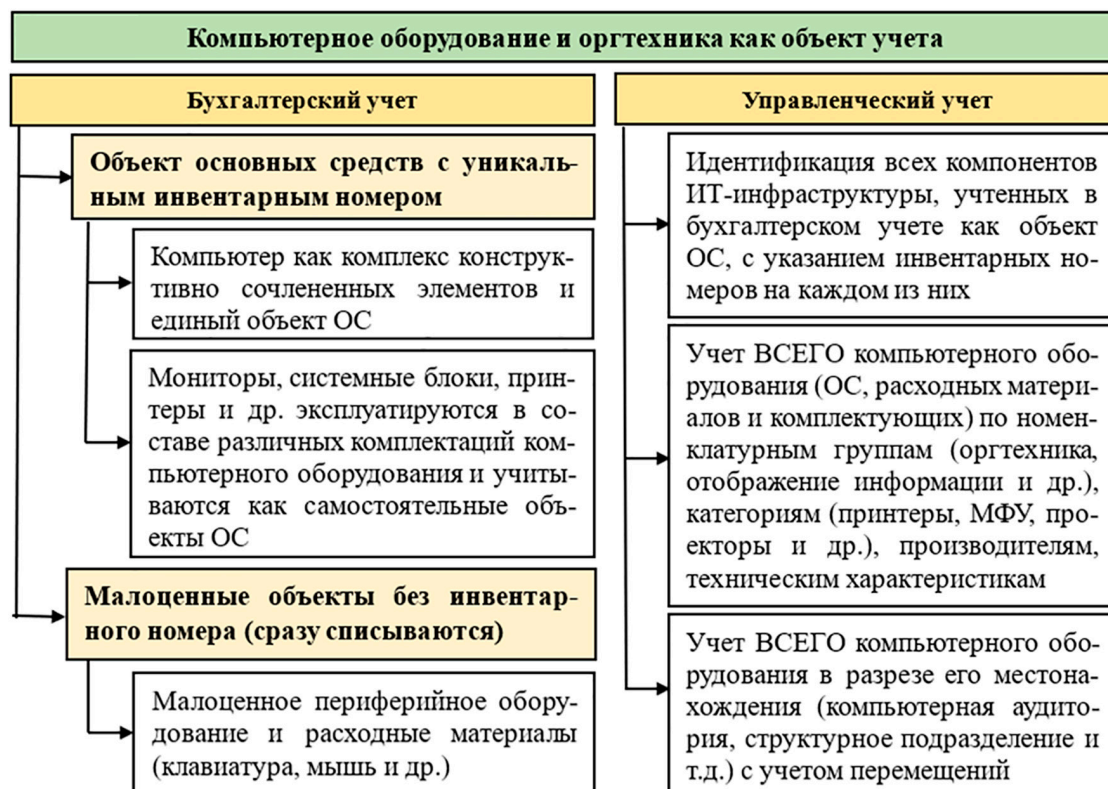 Компьютерное оборудование и оргтехника как объект учета
Бухгалтерский учет
Объект основных средств с уникаль-
ным инвентарным номером
Компьютер как комплекс конструк-
тивно сочлененных элементов и
единый объект ОС
Мониторы, системные блоки, прин-
теры и др. эксплуатируются в со-
ставе различных комплектаций ком-
пьютерного оборудования и учиты-
ваются как самостоятельные объ-
екты ОС
Малоценные объекты без инвентар-
ного номера (сразу списываются)
Малоценное периферийное обору-
дование и расходные материалы
(клавиатура, мышь и др.)
Управленческий учет
Идентификация всех компонентов
ИТ-инфраструктуры, учтенных в
бухгалтерском учете как объект
ОС, с указанием инвентарных но-
меров на каждом из них
Учет ВСЕГО компьютерного обо-
рудования (ОС, расходных матери-
алов и комплектующих) по номен-
клатурным группам (оргтехника,
отображение информации и др.),
категориям (принтеры, МФУ, про-
екторы и др.), производителям,
техническим характеристикам
Учет ВСЕГО компьютерного обо-
рудования в разрезе его местона-
хождения (компьютерная аудито-
рия, структурное подразделение и
т.д.) с учетом перемещений